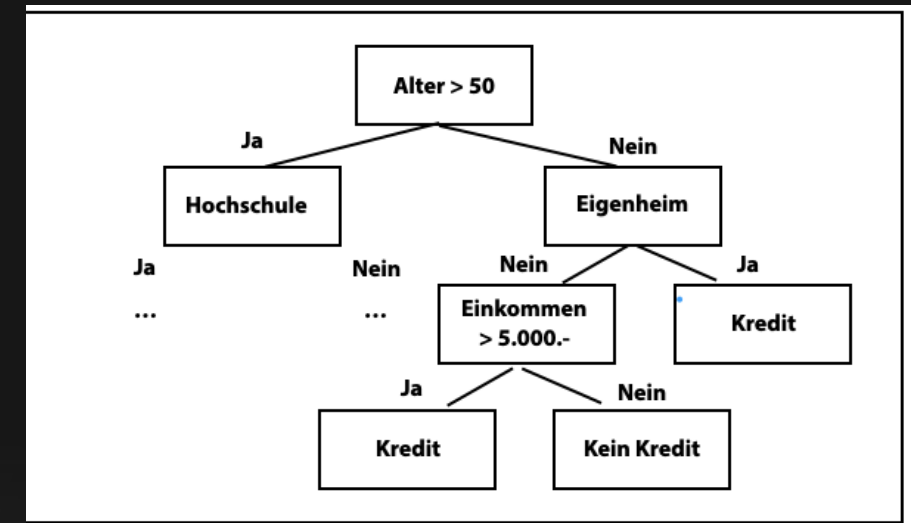 Alter > 50
Ja
Nein
Hochschule
Eigenheim
Ja
Nein
Nein
Ja
...
...
Einkommen
> 5.000.-
Kredit
Ja
Nein
Kredit
Kein Kredit